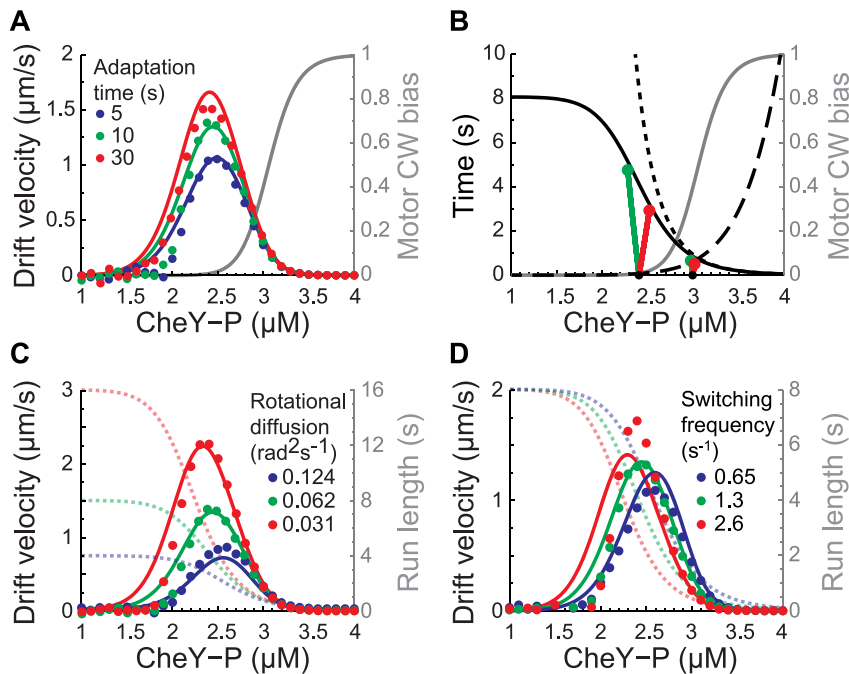 A
Drift velocity (μm/s)
2
1.5
1
0.5
0
Adaptation
time (s)
5
10
30
1
0.8
0.6
0.4
0.2
0
Motor CW bias
1 1.5 2 2.5 3 3.5 4
CheY−P (μM)
B
Time (s)
10
8
6
4
2
0
1
0.8
0.6
0.4
0.2
0
Motor CW bias
1 1.5 2 2.5 3 3.5 4
CheY−P (μM)
C
Drift velocity (μm/s)
3
2
1
0
Rotational
diffusion
(rad²s⁻¹)
0.124
0.062
0.031
16
12
8
4
0
Run length (s)
1 1.5 2 2.5 3 3.5 4
CheY−P (μM)
D
Drift velocity (μm/s)
2
1.5
1
0.5
0
Switching
frequency
(s⁻¹)
0.65
1.3
2.6
8
6
4
2
0
Run length (s)
1 1.5 2 2.5 3 3.5 4
CheY−P (μM)